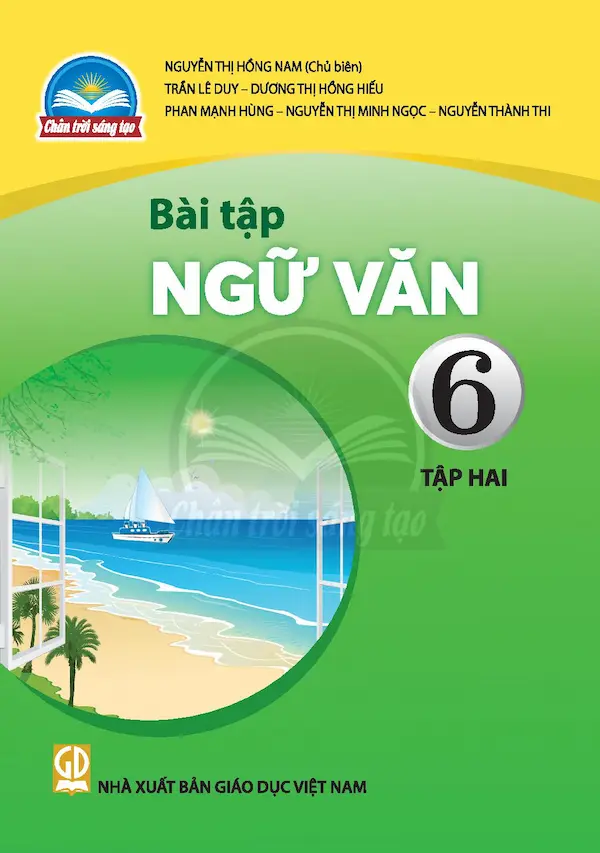 NGUYỄN THỊ HỒNG NAM (Chủ biên)
TRẦN LÊ DUY – DƯƠNG THỊ HỒNG HIẾU
PHAN MẠNH HÙNG – NGUYỄN THỊ MINH NGỌC – NGUYỄN THÀNH THI
Chân trời sáng tạo
Bài tập
NGỮ VĂN
6
TẬP HAI
Chân trời sáng tạo
GD
NHÀ XUẤT BẢN GIÁO DỤC VIỆT NAM